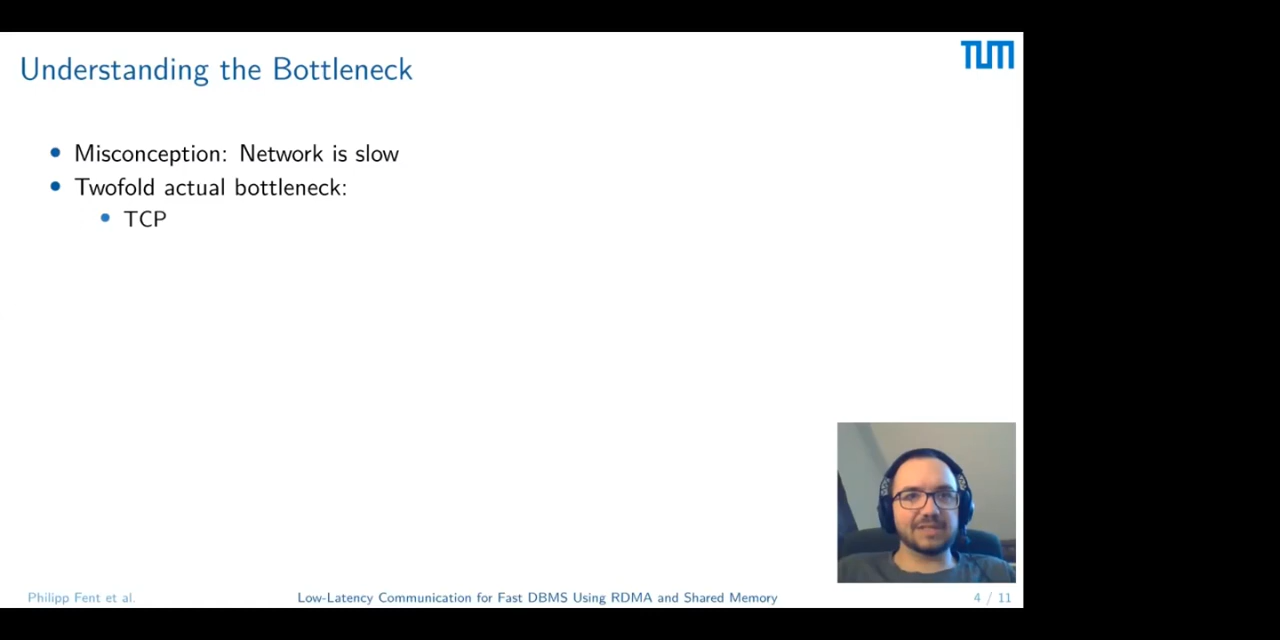 Understanding the Bottleneck
TUM
Misconception: Network is slow
Twofold actual bottleneck:
TCP
Philipp Fent et al.
Low-Latency Communication for Fast DBMS Using RDMA and Shared Memory
4 / 11